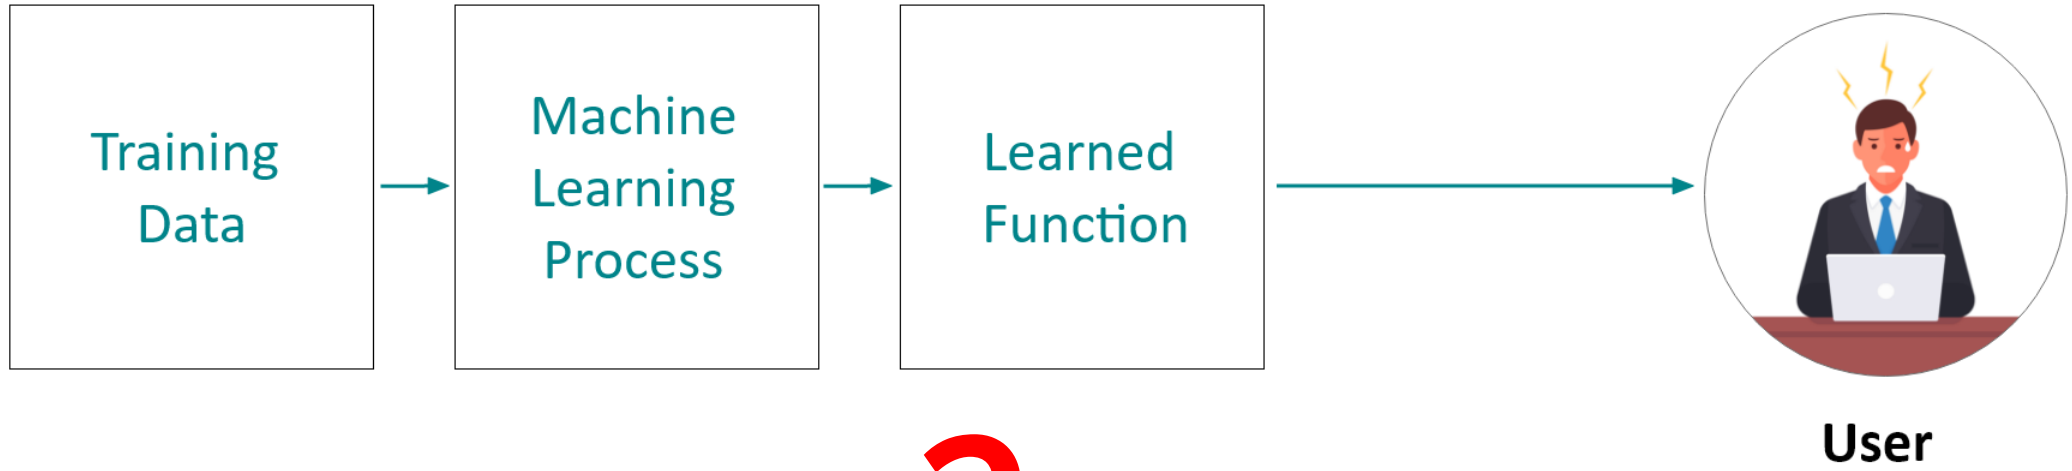 Training
Data
Machine
Learning
Process
Learned
Function
User